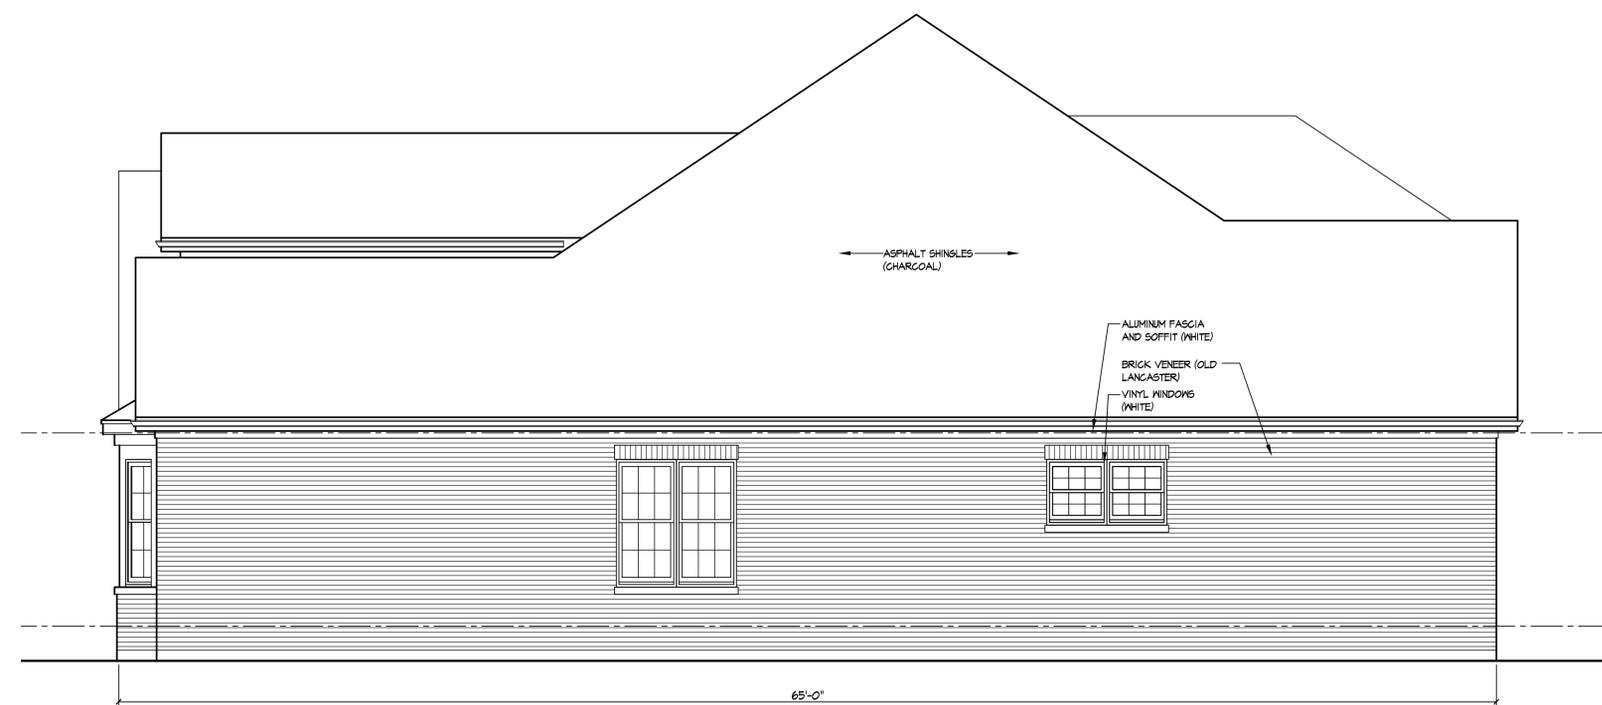 ASPHALT SHINGLES
(CHARCOAL)
ALUMINUM FASCIA
AND SOFFIT (WHITE)
BRICK VENEER (OLD
LANCASTER)
VINYL WINDOWS
(WHITE)
65'-0"